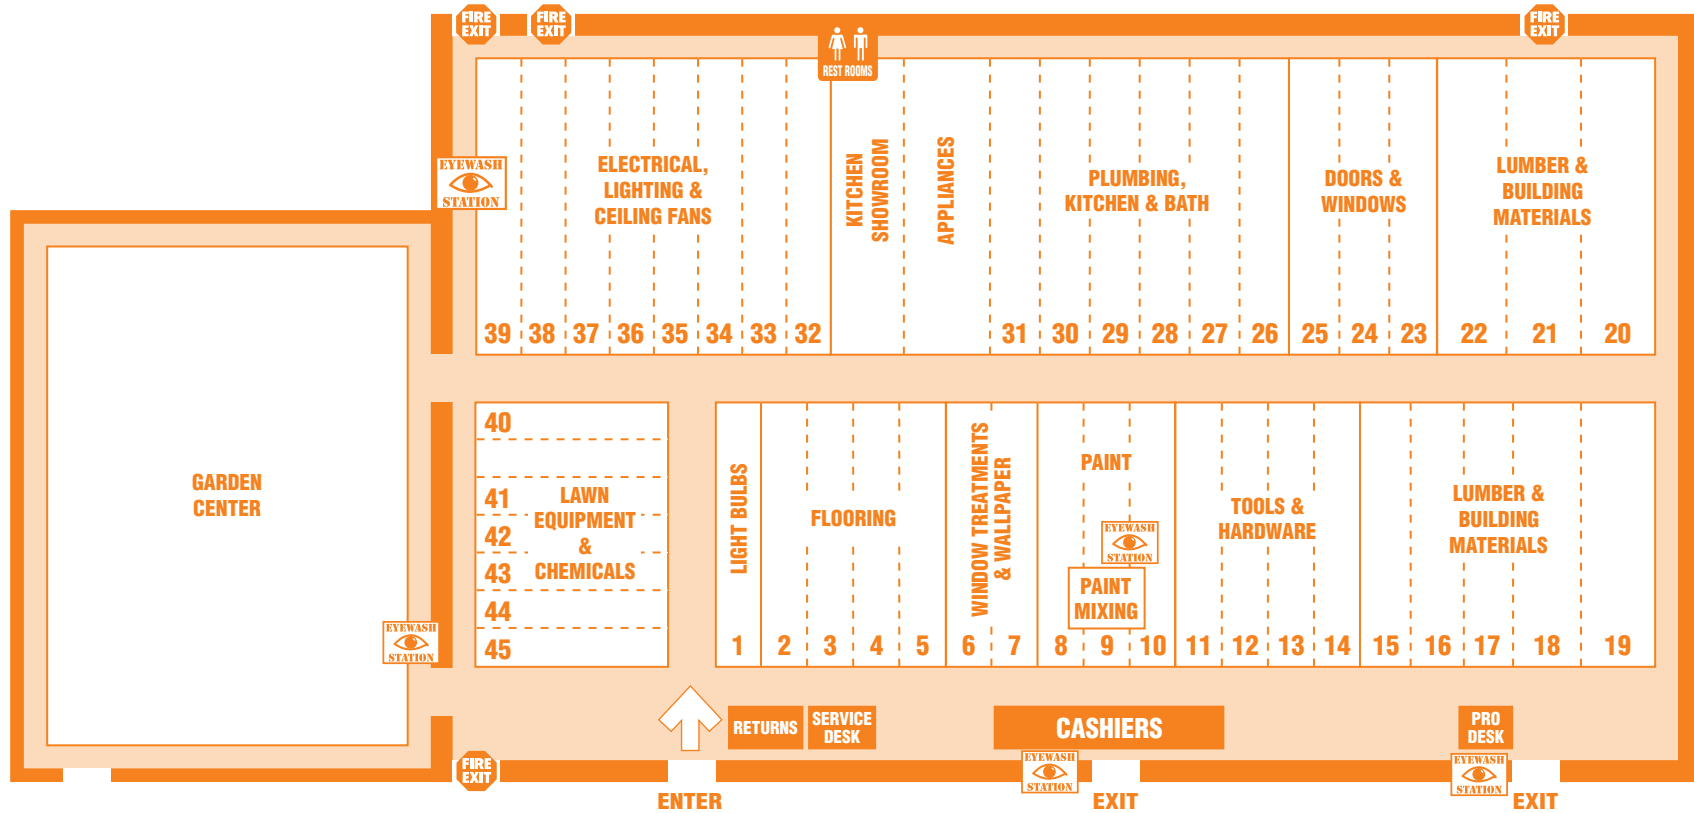 FIRE
EXIT
FIRE
EXIT
FIRE
EXIT
REST ROOMS
EYEWASH
STATION
ELECTRICAL,
LIGHTING &
CEILING FANS
KITCHEN
SHOWROOM
APPLIANCES
PLUMBING,
KITCHEN & BATH
DOORS &
WINDOWS
LUMBER &
BUILDING
MATERIALS
39 38 37 36 35 34 33 32 31 30 29 28 27 26 25 24 23 22 21 20
GARDEN
CENTER
40
41
42
43
44
45
LAWN
EQUIPMENT
&
CHEMICALS
LIGHT BULBS
FLOORING
WINDOW TREATMENTS
& WALLPAPER
PAINT
EYEWASH
STATION
PAINT
MIXING
TOOLS &
HARDWARE
LUMBER &
BUILDING
MATERIALS
1 2 3 4 5 6 7 8 9 10 11 12 13 14 15 16 17 18 19
EYEWASH
STATION
RETURNS
SERVICE
DESK
CASHIERS
PRO
DESK
FIRE
EXIT
EYEWASH
STATION
EYEWASH
STATION
ENTER
EXIT
EXIT